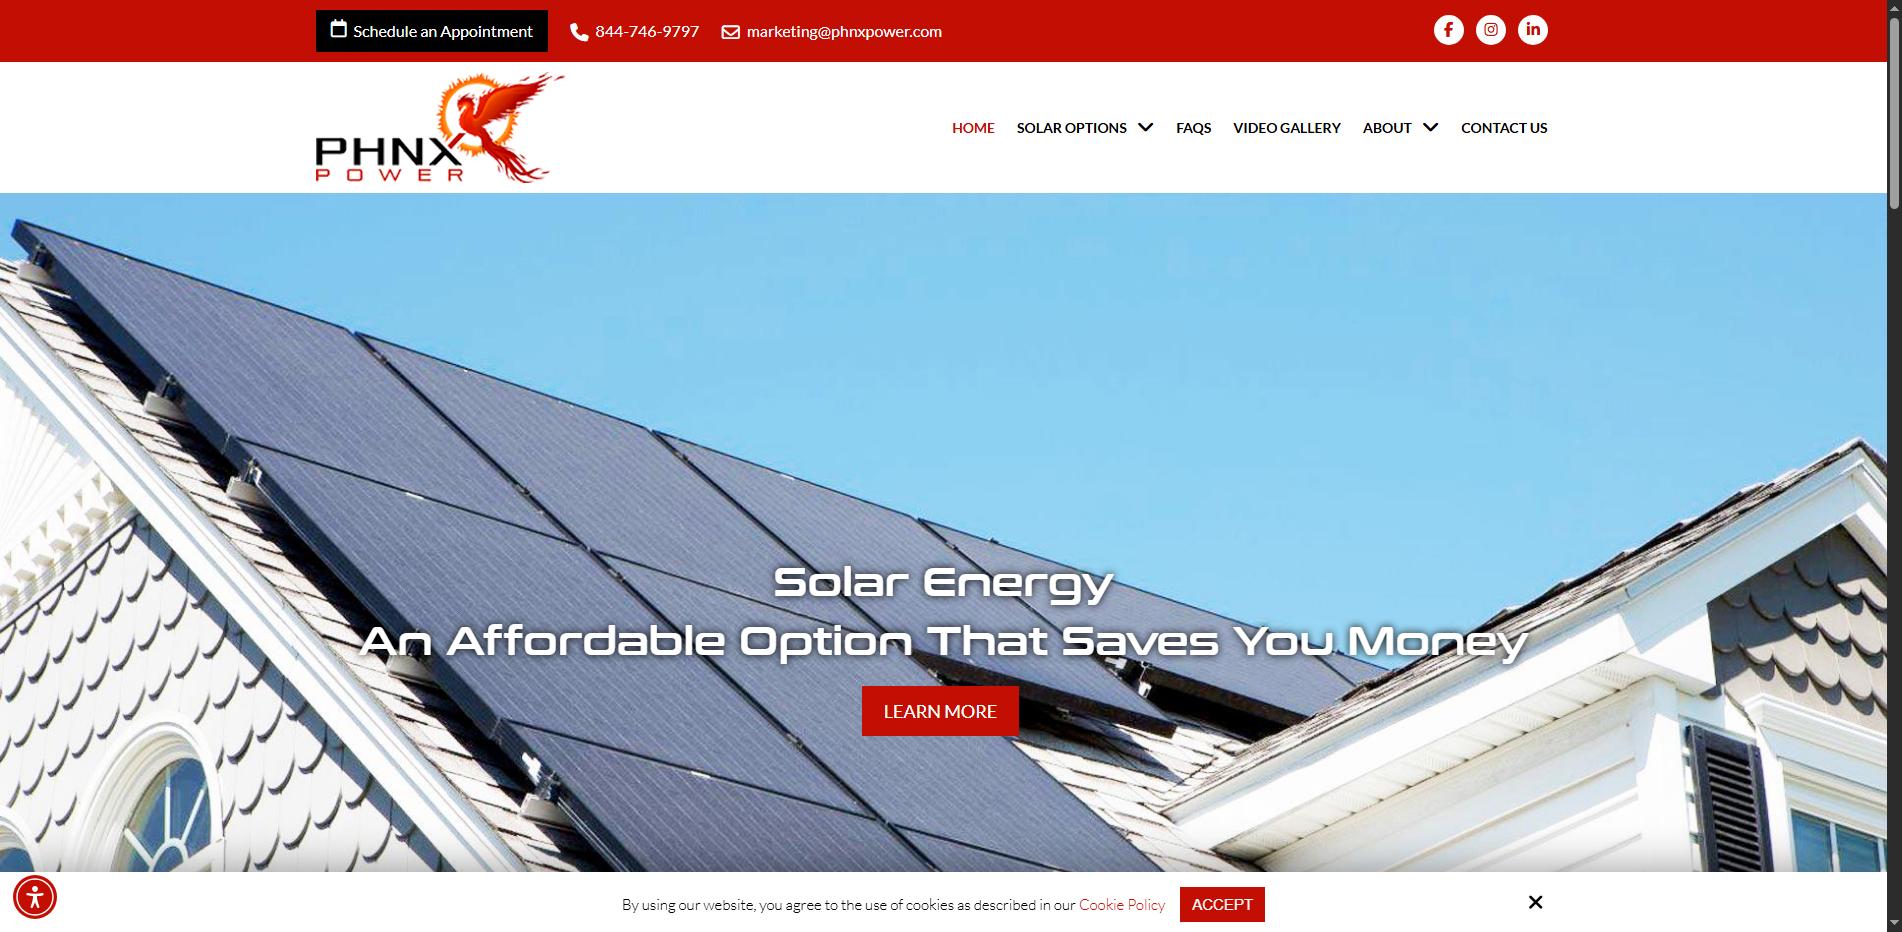 Schedule an Appointment
844-746-9797
marketing@phnxpower.com
PHNX
POWER
HOME
SOLAR OPTIONS
FAQS
VIDEO GALLERY
ABOUT
CONTACT US
Solar Energy
An Affordable Option That Saves You Money
LEARN MORE
By using our website, you agree to the use of cookies as described in our Cookie Policy
ACCEPT